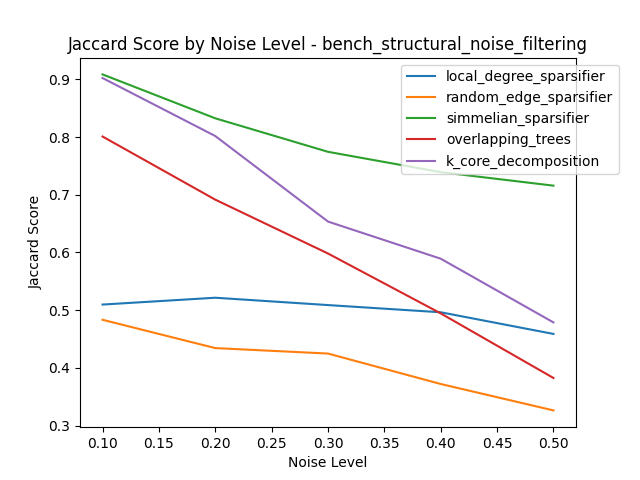 Jaccard Score by Noise Level - bench_structural_noise_filtering
local_degree_sparsifier
random_edge_sparsifier
simmelian_sparsifier
overlapping_trees
k_core_decomposition
Jaccard Score
0.9
0.8
0.7
0.6
0.5
0.4
0.3
0.10 0.15 0.20 0.25 0.30 0.35 0.40 0.45 0.50
Noise Level